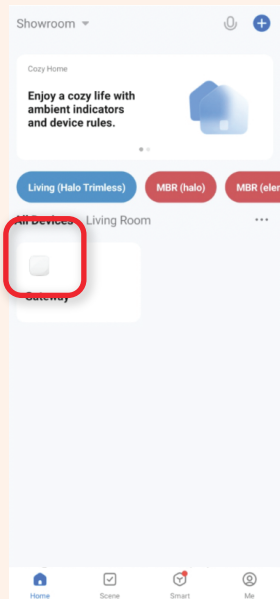 Showroom
Cozy Home
Enjoy a cozy life with
ambient indicators
and device rules.
Living (Halo Trimless) MBR (halo) MBR (eler
All Devices Living Room
Gateway
Home Scene Smart Me